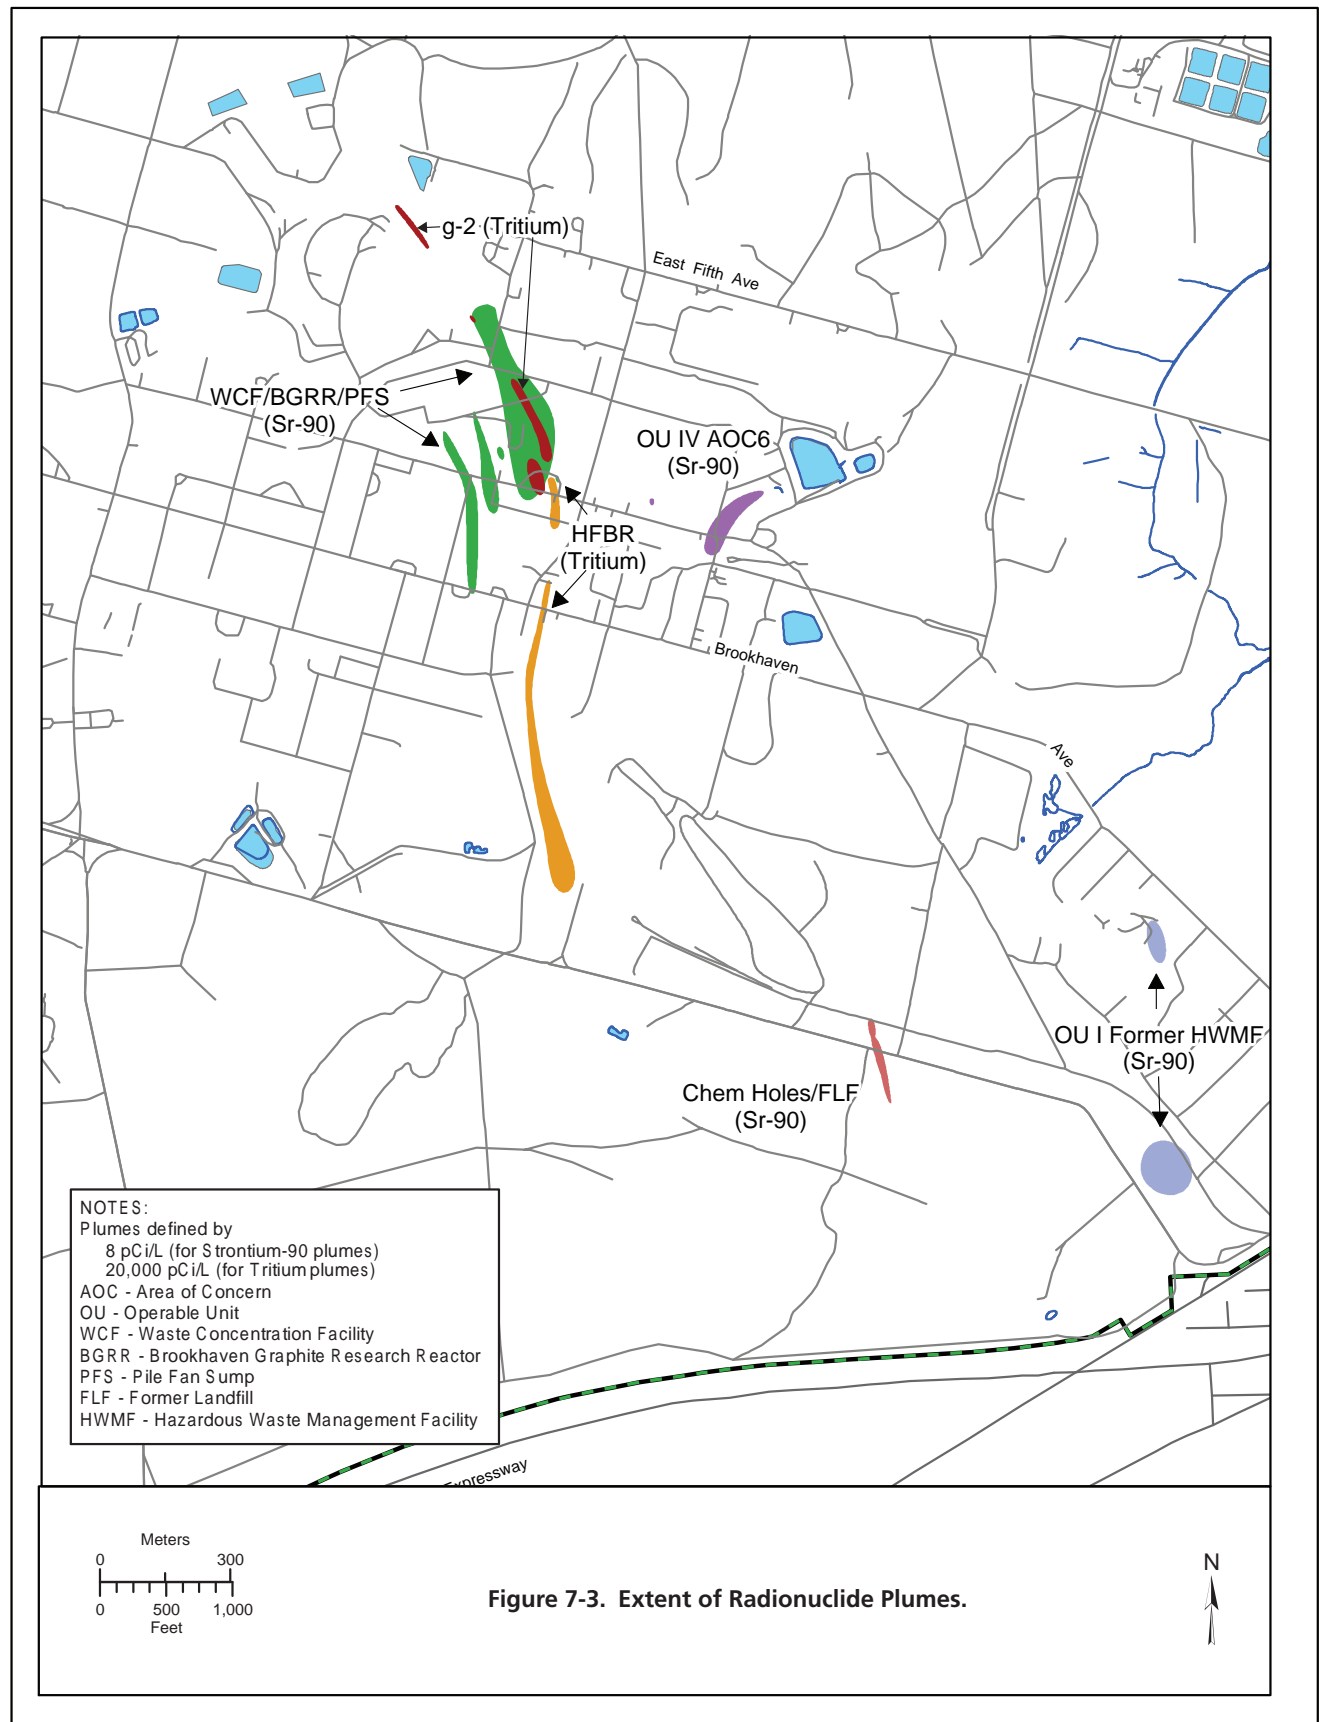 g-2 (Tritium)
East Fifth Ave
WCF/BGRR/PFS
(Sr-90)
OU IV AOC6
(Sr-90)
HFBR
(Tritium)
Brookhaven
Ave
OU I Former HWMF
(Sr-90)
Chem Holes/FLF
(Sr-90)
NOTES:
Plumes defined by
8 pCi/L (for Strontium-90 plumes)
20,000 pCi/L (for Tritium plumes)
AOC - Area of Concern
OU - Operable Unit
WCF - Waste Concentration Facility
BGRR - Brookhaven Graphite Research Reactor
PFS - Pile Fan Sump
FLF - Former Landfill
HWMF - Hazardous Waste Management Facility
Expressway
Meters
0 300
0 500 1,000
Feet
Figure 7-3. Extent of Radionuclide Plumes.
N